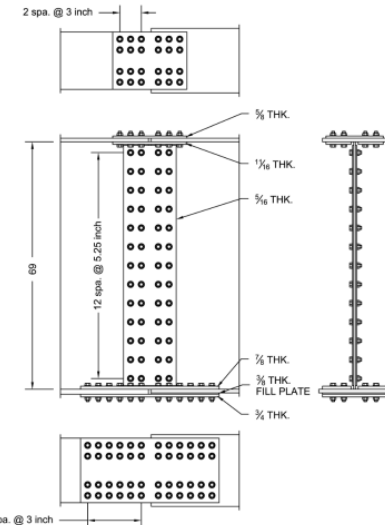 2 spa. @ 3 inch
⅝ THK.
¹¹⁄₁₆ THK.
⁵⁄₁₆ THK.
69
12 spa. @ 5.25 inch
⅞ THK.
⅜ THK.
FILL PLATE
¾ THK.
spa. @ 3 inch